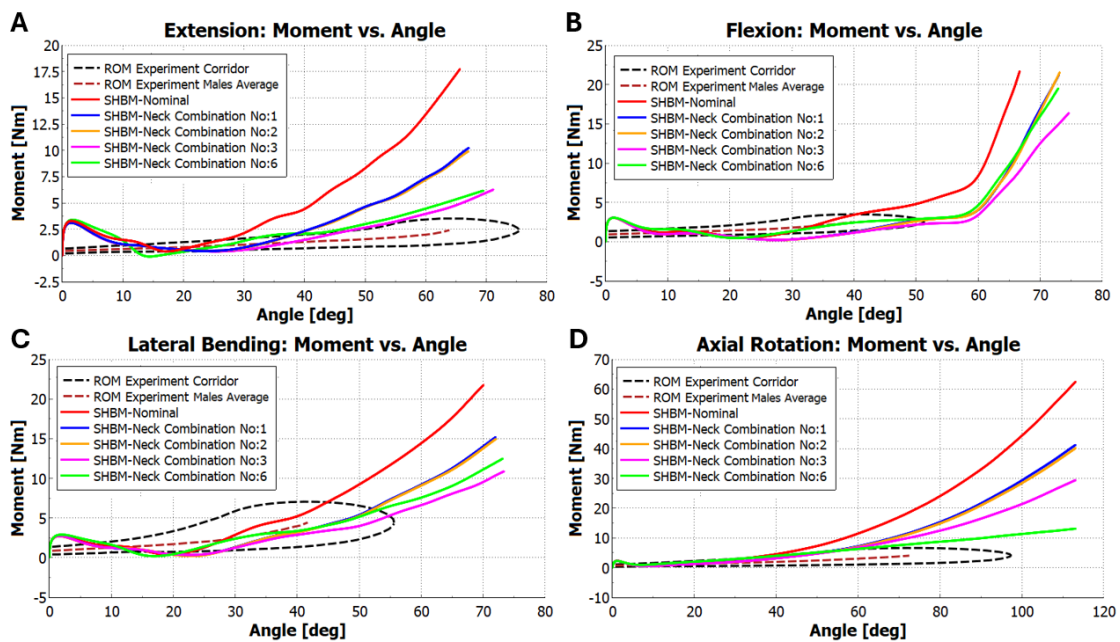 A
Extension: Moment vs. Angle
20
17.5
15
12.5
10
7.5
5
2.5
0
-2.5
Moment [Nm]
ROM Experiment Corridor
ROM Experiment Males Average
SHBM-Nominal
SHBM-Neck Combination No:1
SHBM-Neck Combination No:2
SHBM-Neck Combination No:3
SHBM-Neck Combination No:6
0 10 20 30 40 50 60 70 80
Angle [deg]
B
Flexion: Moment vs. Angle
25
20
15
10
5
0
-5
Moment [Nm]
ROM Experiment Corridor
ROM Experiment Males Average
SHBM-Nominal
SHBM-Neck Combination No:1
SHBM-Neck Combination No:2
SHBM-Neck Combination No:3
SHBM-Neck Combination No:6
0 10 20 30 40 50 60 70 80
Angle [deg]
C
Lateral Bending: Moment vs. Angle
25
20
15
10
5
0
-5
Moment [Nm]
ROM Experiment Corridor
ROM Experiment Males Average
SHBM-Nominal
SHBM-Neck Combination No:1
SHBM-Neck Combination No:2
SHBM-Neck Combination No:3
SHBM-Neck Combination No:6
0 10 20 30 40 50 60 70 80
Angle [deg]
D
Axial Rotation: Moment vs. Angle
70
60
50
40
30
20
10
0
-10
Moment [Nm]
ROM Experiment Corridor
ROM Experiment Males Average
SHBM-Nominal
SHBM-Neck Combination No:1
SHBM-Neck Combination No:2
SHBM-Neck Combination No:3
SHBM-Neck Combination No:6
0 20 40 60 80 100 120
Angle [deg]